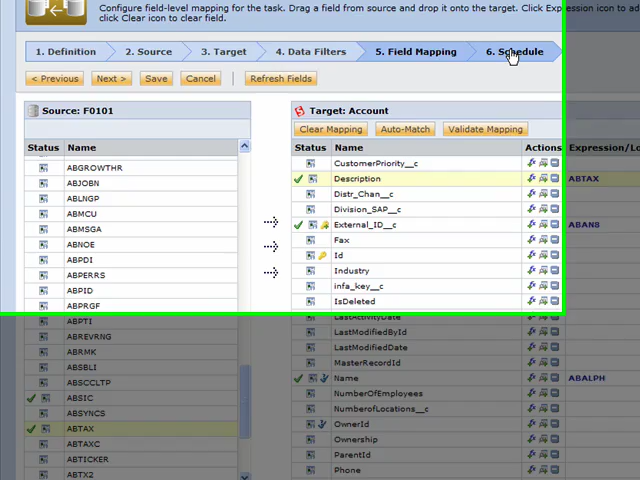 Configure field-level mapping for the task. Drag a field from source and drop it onto the target. Click Expression icon to
click Clear icon to clear field.
1. Definition 2. Source 3. Target 4. Data Filters 5. Field Mapping 6. Schedule
< Previous Next > Save Cancel Refresh Fields
Source: F0101 Target: Account
Clear Mapping Auto-Match Validate Mapping
Status Name Status Name Actions
ABGROWTHR CustomerPriority__c
ABJOBN Description ABTAX
ABLNGP Distr_Chan__c
ABMCU Division_SAP__c
ABMSGA External_ID__c ABAN8
ABNOE Fax
ABPDI Id
ABPERRS Industry
ABPID infa_key__c
ABPRGF IsDeleted
ABPTI LastActivityDate
ABREVRNG LastModifiedById
ABRMK LastModifiedDate
ABSBLI MasterRecordId
ABSCCLTP Name ABALPH
ABSIC NumberOfEmployees
ABSYNCS NumberofLocations__c
ABTAX OwnerId
ABTAXC Ownership
ABTICKER ParentId
ABTX2 Phone